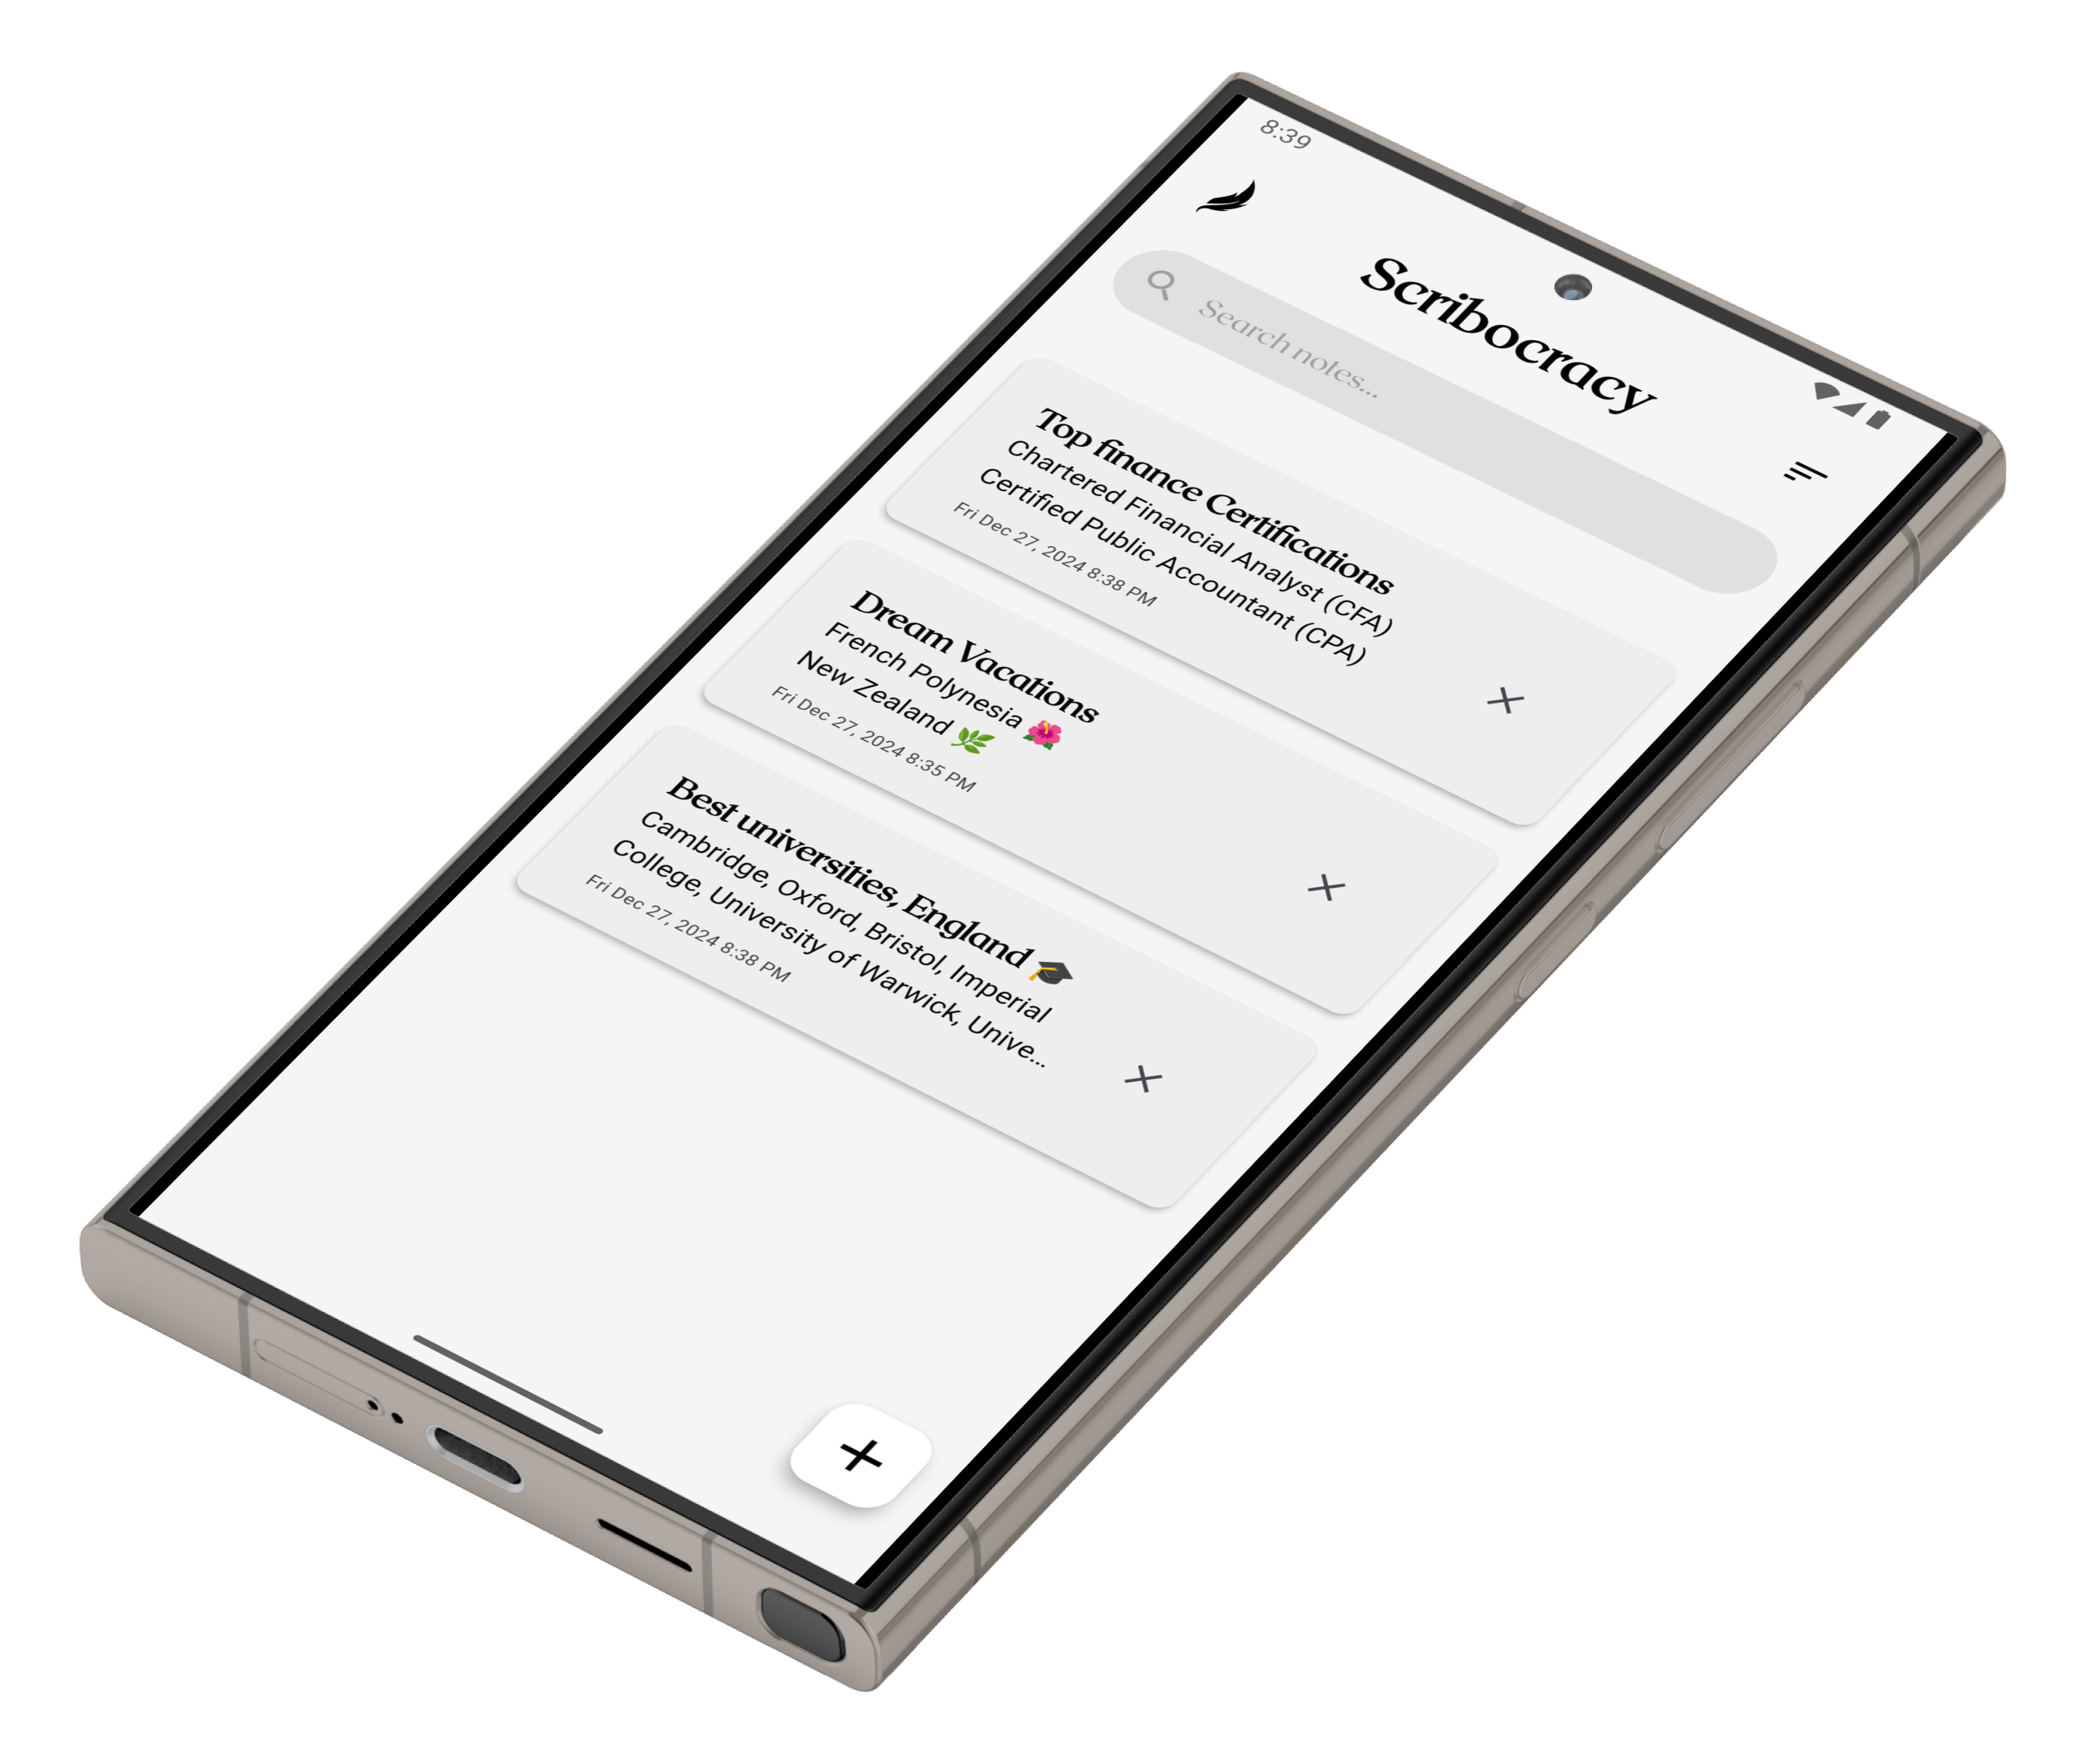 8:39
Scribocracy
Search notes...
Top finance Certifications
Chartered Financial Analyst (CFA)
Certified Public Accountant (CPA)
Fri Dec 27, 2024 8:38 PM
Dream Vacations
French Polynesia 🌺
New Zealand 🌿
Fri Dec 27, 2024 8:35 PM
Best universities, England 🎓
Cambridge, Oxford, Bristol, Imperial
College, University of Warwick, Unive...
Fri Dec 27, 2024 8:38 PM